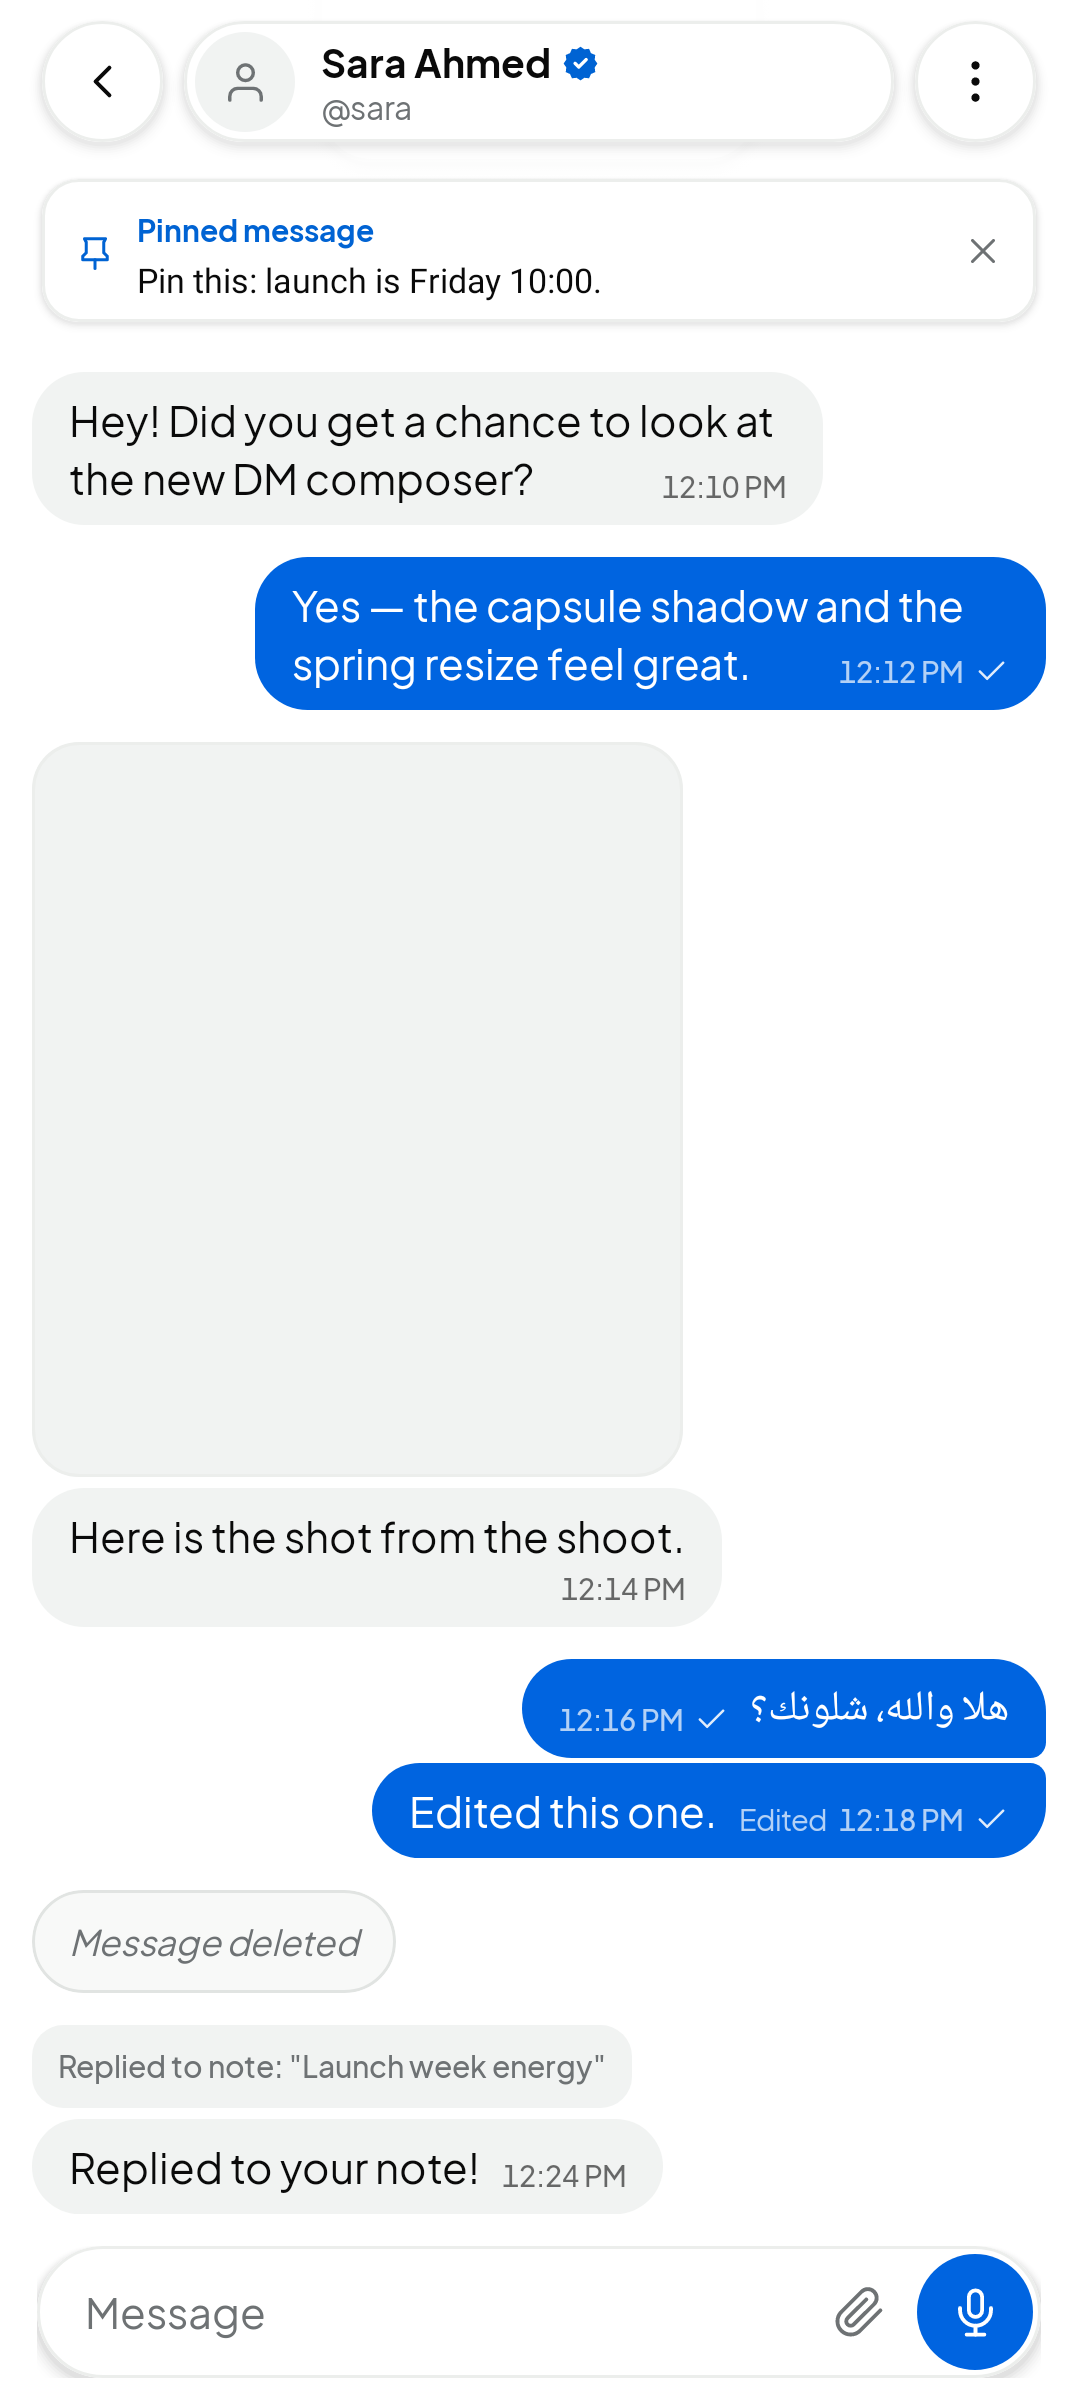 Sara Ahmed
@sara
Pinned message
Pin this: launch is Friday 10:00.
Hey! Did you get a chance to look at
the new DM composer?
12:10 PM
Yes — the capsule shadow and the
spring resize feel great.
12:12 PM
Here is the shot from the shoot.
12:14 PM
هلا والله، شلونك؟
12:16 PM
Edited this one.
Edited 12:18 PM
Message deleted
Replied to note: "Launch week energy"
Replied to your note!
12:24 PM
Message